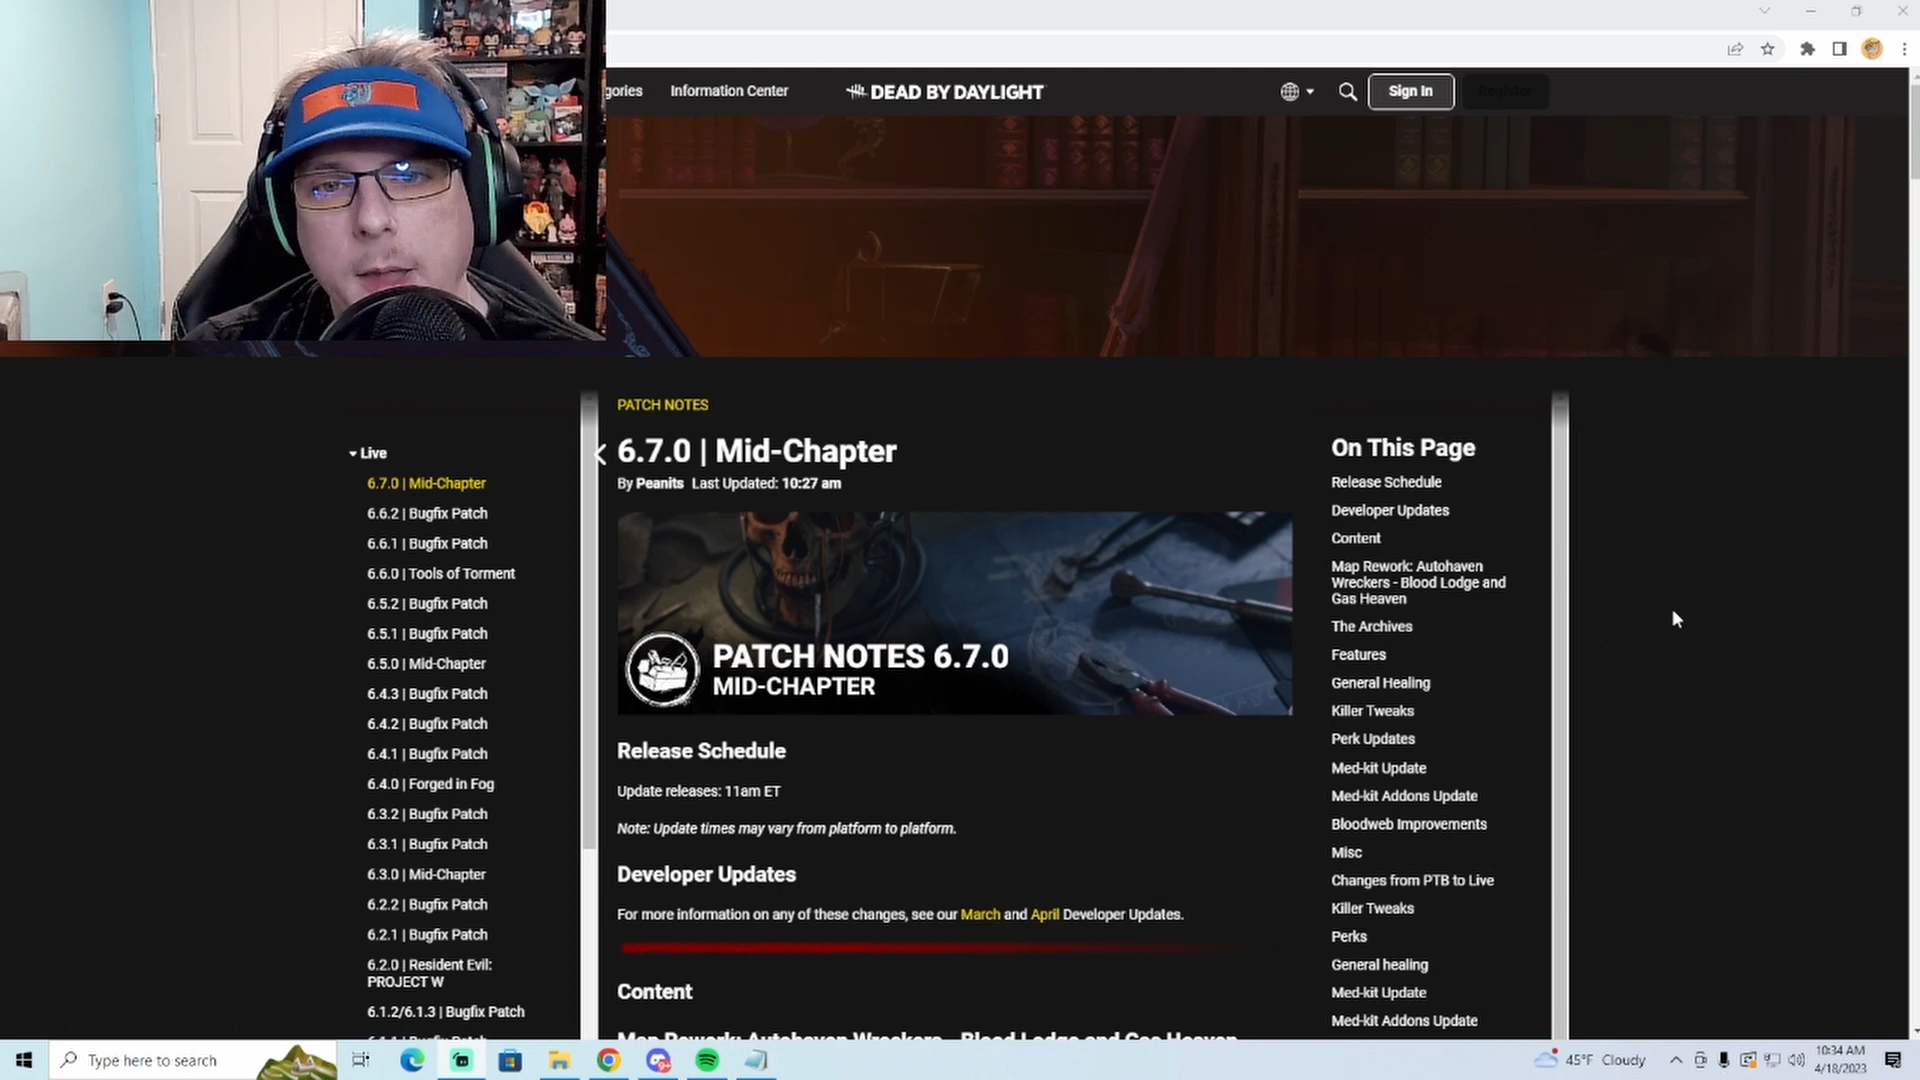 gories
Information Center
DEAD BY DAYLIGHT
Sign In
Register
PATCH NOTES
Live
6.7.0 | Mid-Chapter
6.6.2 | Bugfix Patch
6.6.1 | Bugfix Patch
6.6.0 | Tools of Torment
6.5.2 | Bugfix Patch
6.5.1 | Bugfix Patch
6.5.0 | Mid-Chapter
6.4.3 | Bugfix Patch
6.4.2 | Bugfix Patch
6.4.1 | Bugfix Patch
6.4.0 | Forged in Fog
6.3.2 | Bugfix Patch
6.3.1 | Bugfix Patch
6.3.0 | Mid-Chapter
6.2.2 | Bugfix Patch
6.2.1 | Bugfix Patch
6.2.0 | Resident Evil:
PROJECT W
6.1.2/6.1.3 | Bugfix Patch
6.7.0 | Mid-Chapter
By Peanits Last Updated: 10:27 am
PATCH NOTES 6.7.0
MID-CHAPTER
Release Schedule
Update releases: 11am ET
Note: Update times may vary from platform to platform.
Developer Updates
For more information on any of these changes, see our March and April Developer Updates.
Content
Map Rework: Autohaven Wreckers - Blood Lodge and Gas Heaven
On This Page
Release Schedule
Developer Updates
Content
Map Rework: Autohaven
Wreckers - Blood Lodge and
Gas Heaven
The Archives
Features
General Healing
Killer Tweaks
Perk Updates
Med-kit Update
Med-kit Addons Update
Bloodweb Improvements
Misc
Changes from PTB to Live
Killer Tweaks
Perks
General healing
Med-kit Update
Med-kit Addons Update
Type here to search
9+
45°F Cloudy
10:34 AM
4/18/2023